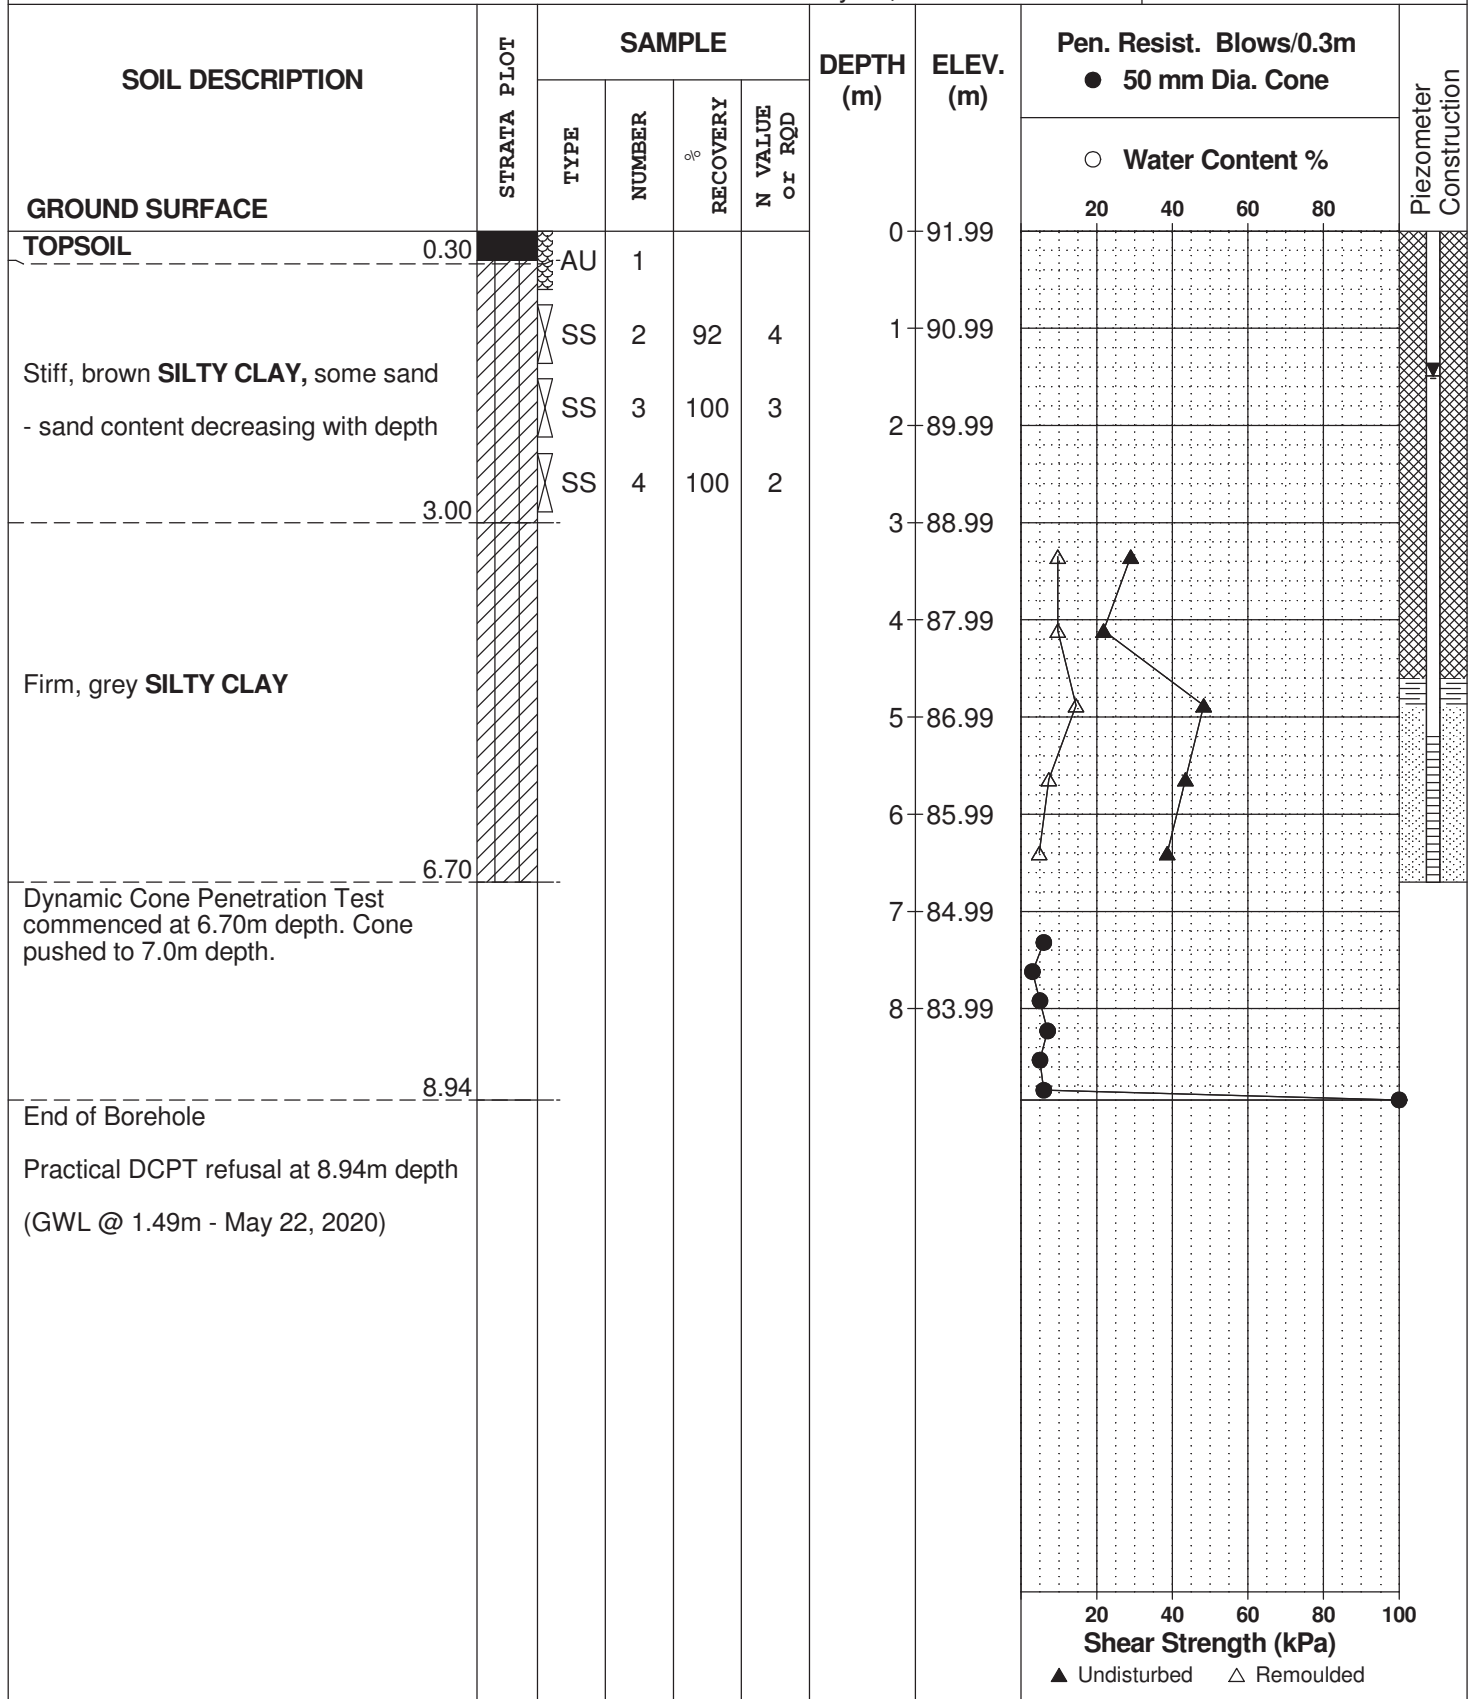 SOIL DESCRIPTION
GROUND SURFACE
STRATA PLOT
SAMPLE
TYPE
NUMBER
%
RECOVERY
N VALUE
or RQD
DEPTH
(m)
ELEV.
(m)
Pen. Resist. Blows/0.3m
● 50 mm Dia. Cone
○ Water Content %
20 40 60 80
Piezometer
Construction
TOPSOIL 0.30
AU 1
0 91.99
SS 2 92 4
1 90.99
Stiff, brown SILTY CLAY, some sand
SS 3 100 3
- sand content decreasing with depth
2 89.99
SS 4 100 2
3.00
3 88.99
4 87.99
Firm, grey SILTY CLAY
5 86.99
6 85.99
6.70
Dynamic Cone Penetration Test
commenced at 6.70m depth. Cone
pushed to 7.0m depth.
7 84.99
8 83.99
8.94
End of Borehole
Practical DCPT refusal at 8.94m depth
(GWL @ 1.49m - May 22, 2020)
20 40 60 80 100
Shear Strength (kPa)
▲ Undisturbed △ Remoulded